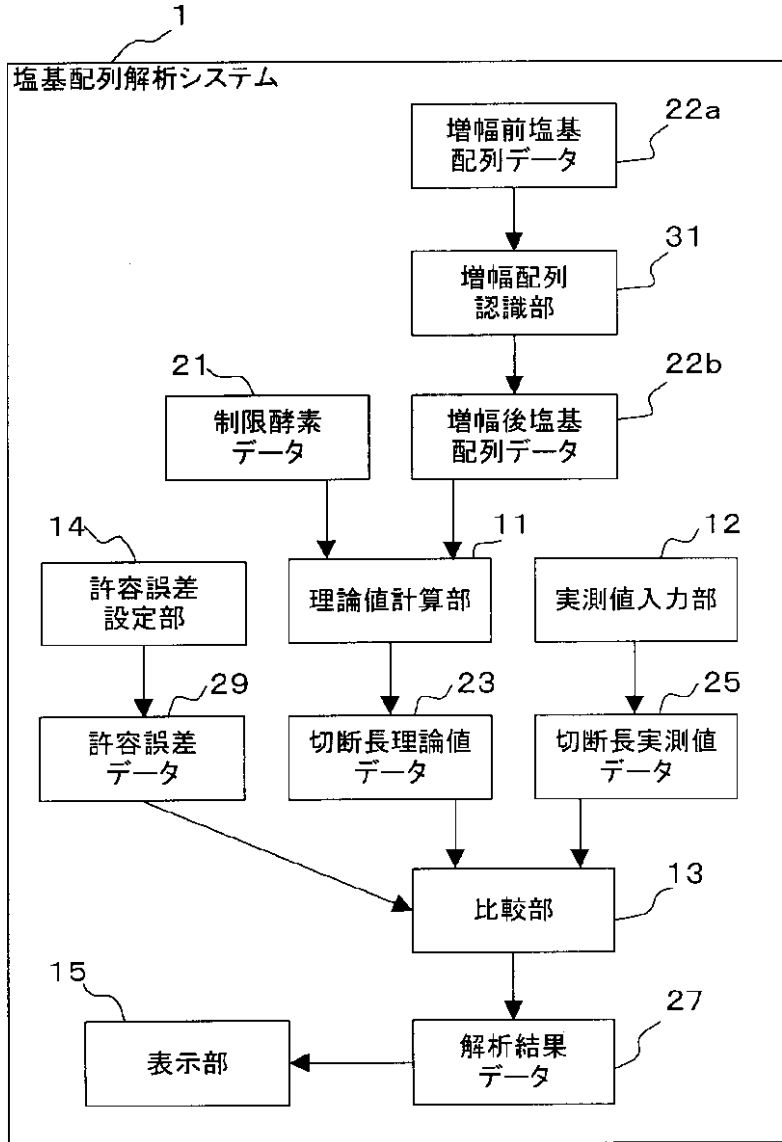 1
塩基配列解析システム
増幅前塩基
配列データ
22a
増幅配列
認識部
31
21
制限酵素
データ
増幅後塩基
配列データ
22b
14
許容誤差
設定部
11
理論値計算部
12
実測値入力部
29
許容誤差
データ
23
切断長理論値
データ
25
切断長実測値
データ
比較部
13
15
表示部
解析結果
データ
27